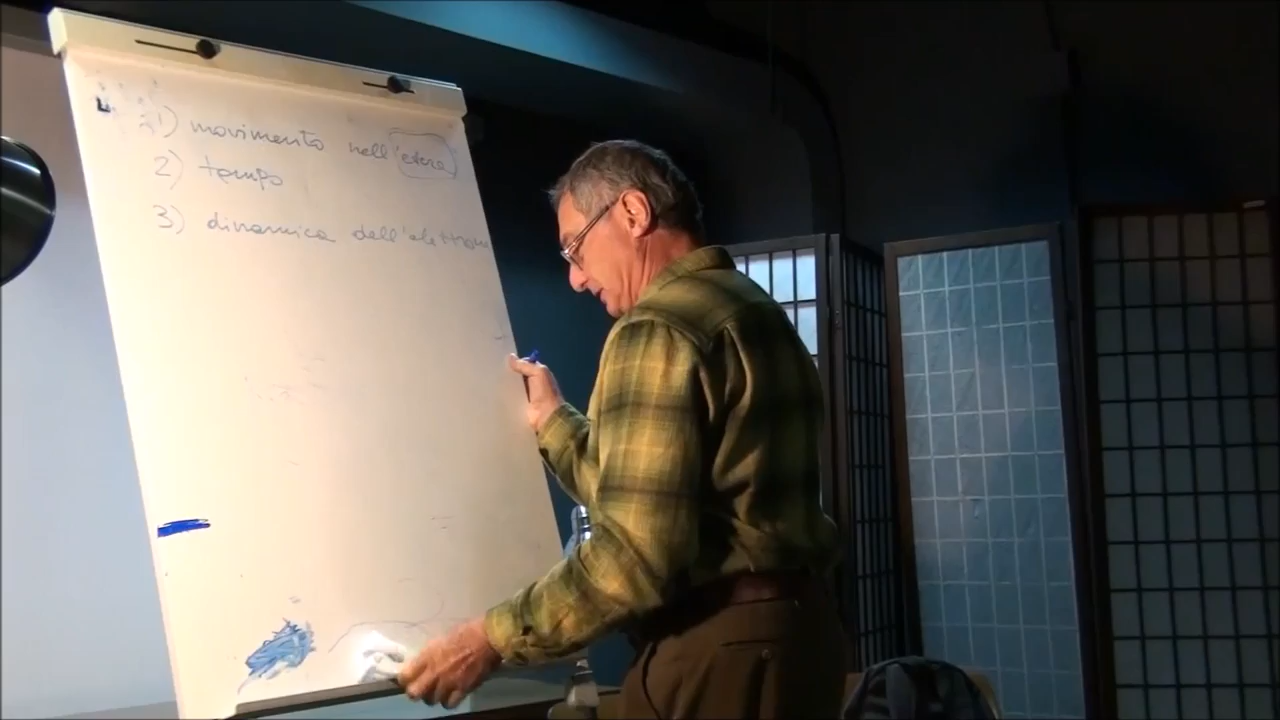 1) movimento nell'etere
2) tempo
3) dinamica dell'elettrone